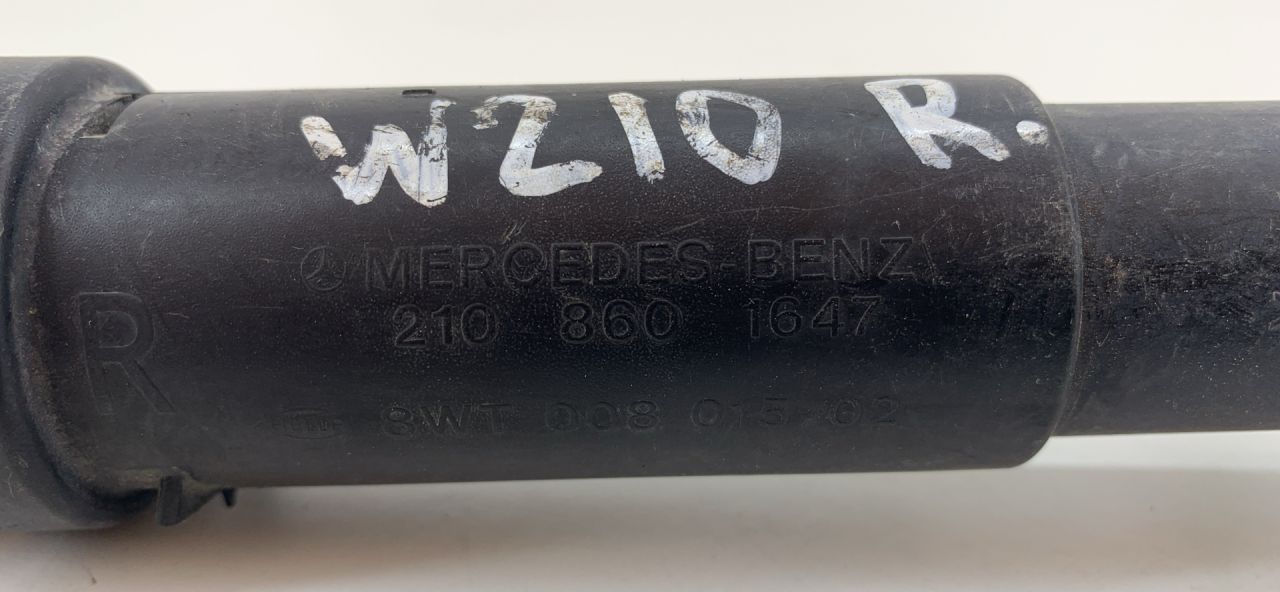 W210 R.
MERCEDES-BENZ
210 860 1647
R
8WT 008 015-02